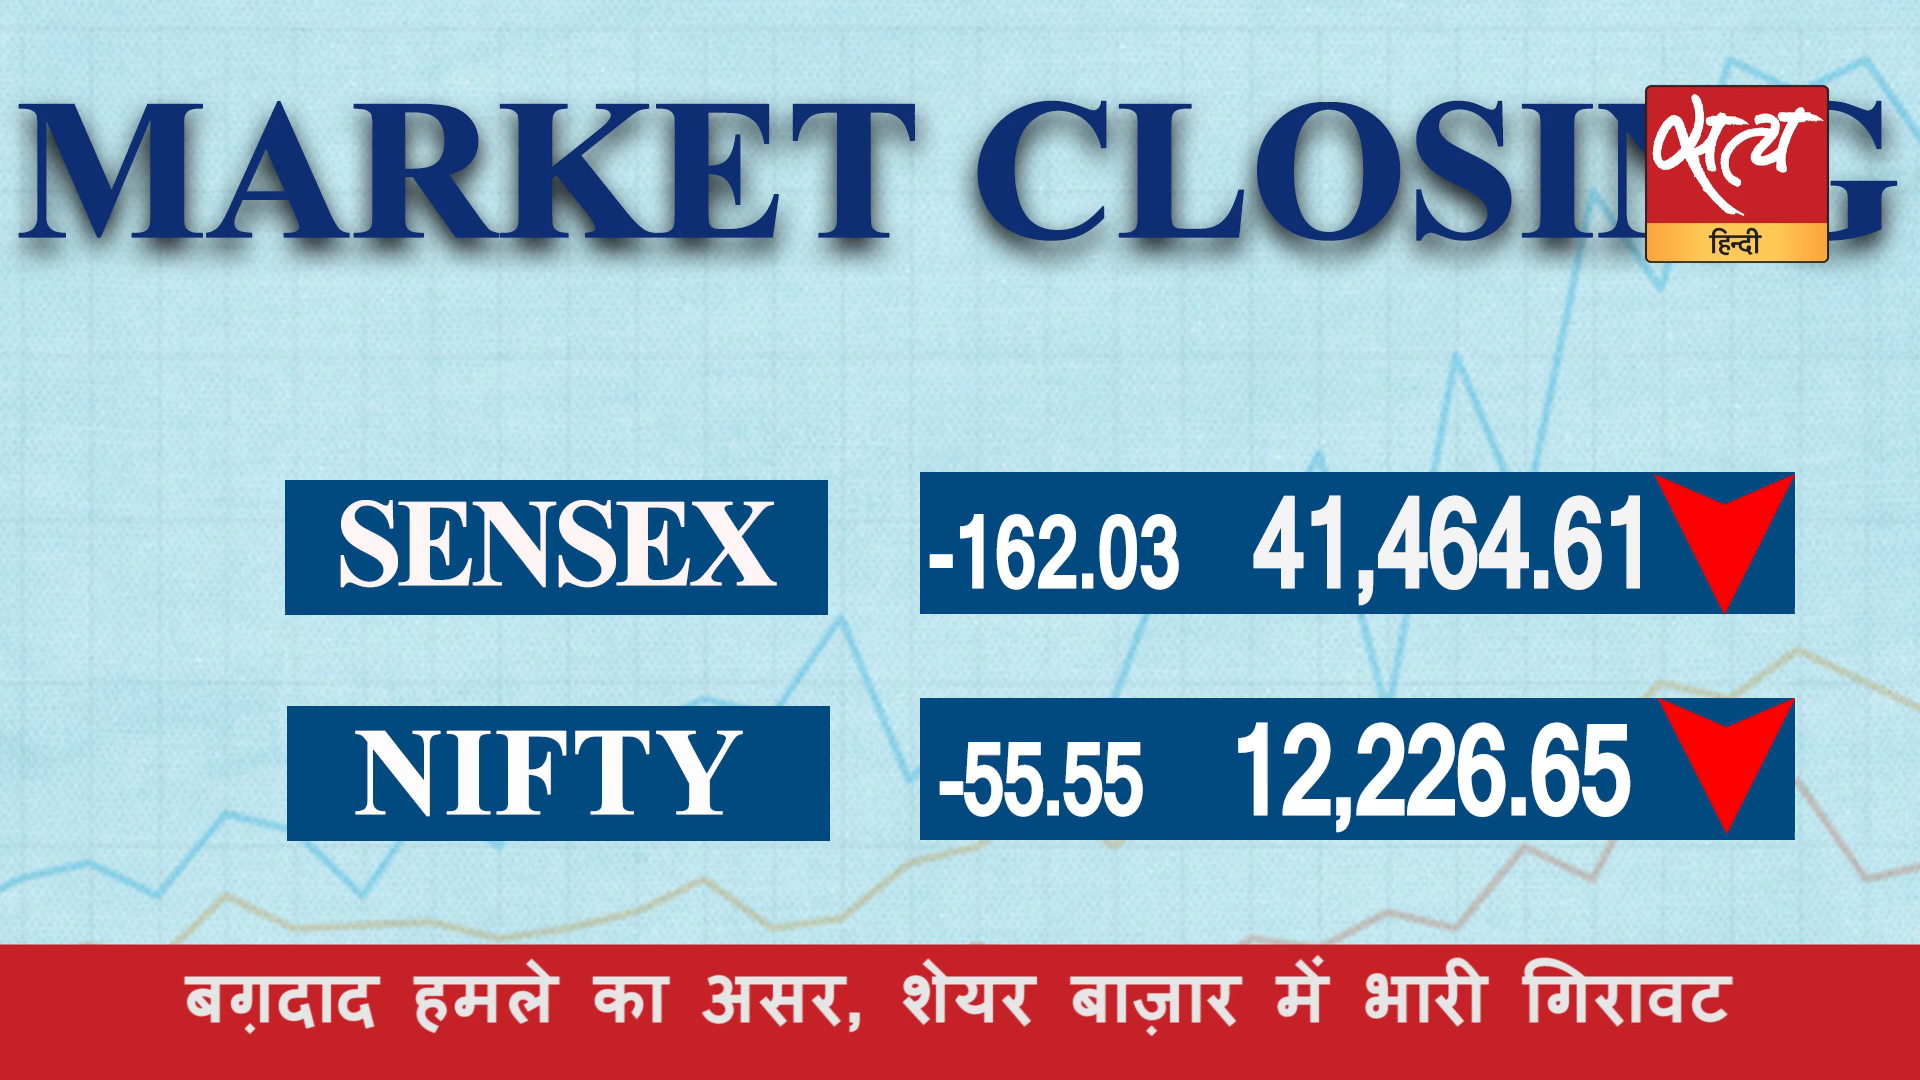 MARKET CLOSING
सत्य
हिन्दी
SENSEX -162.03 41,464.61
NIFTY -55.55 12,226.65
बग़दाद हमले का असर, शेयर बाज़ार में भारी गिरावट